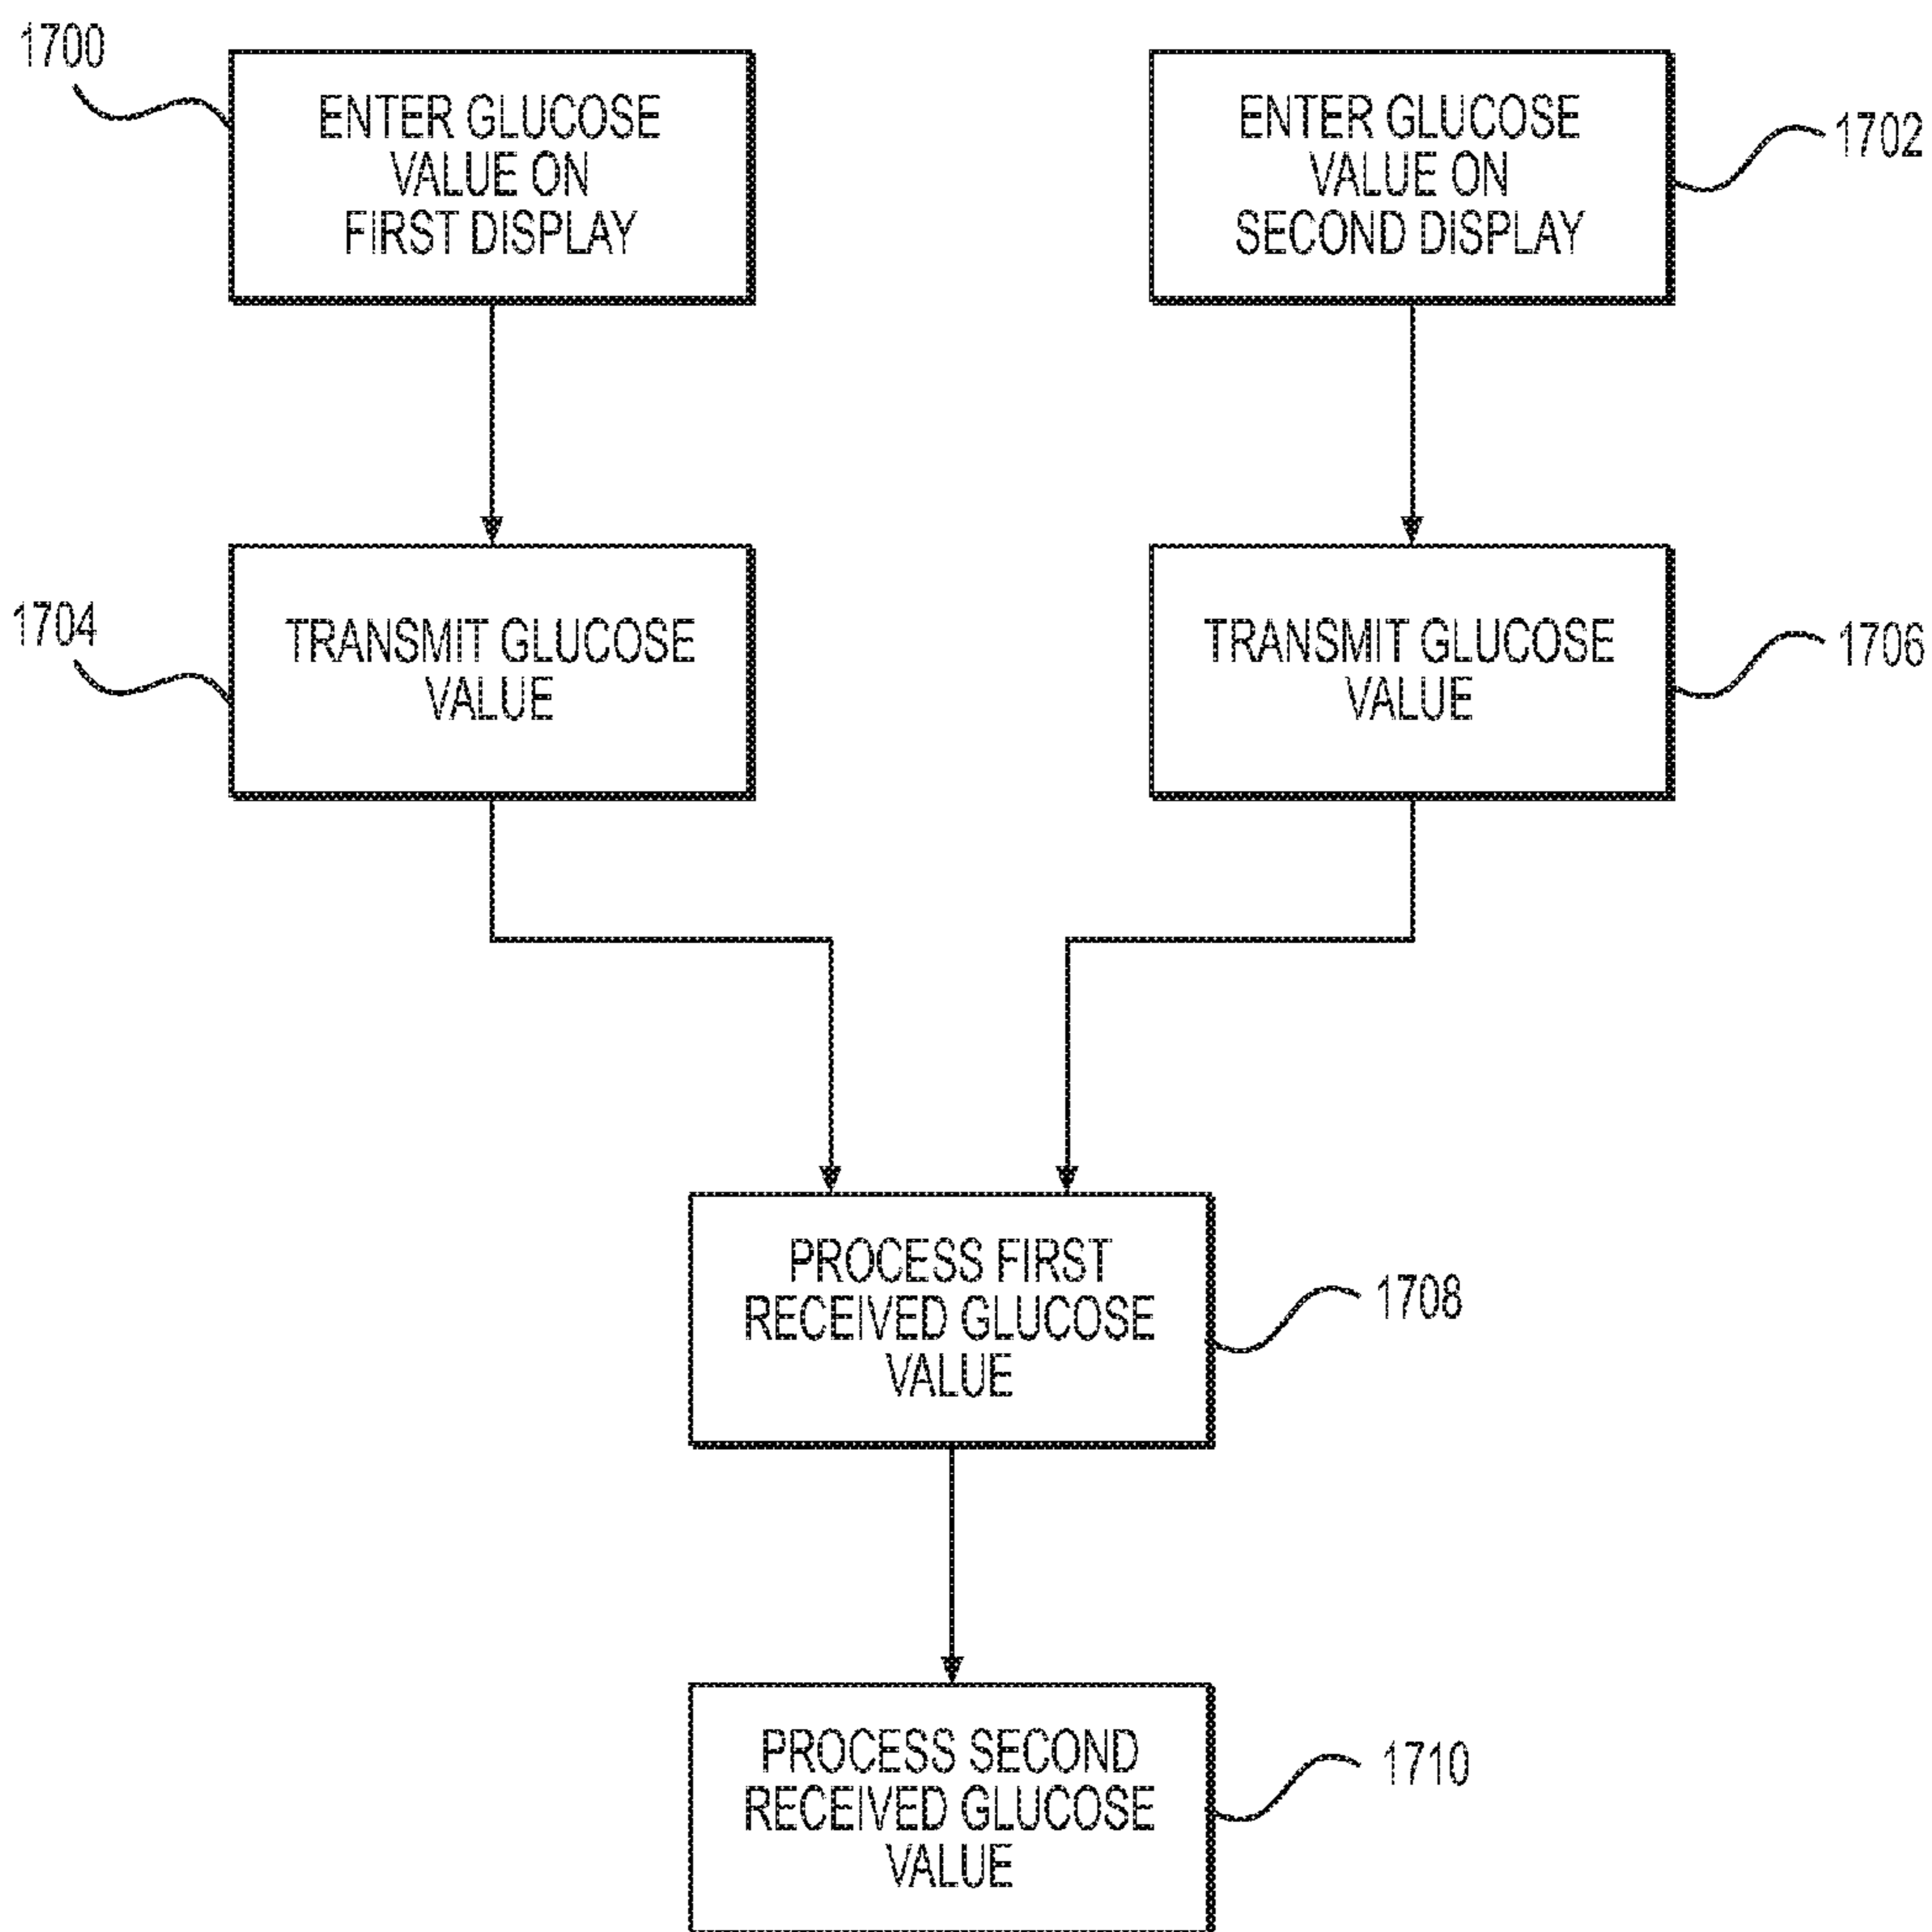 1700
ENTER GLUCOSE
VALUE ON
FIRST DISPLAY
ENTER GLUCOSE
VALUE ON
SECOND DISPLAY
1702
1704
TRANSMIT GLUCOSE
VALUE
TRANSMIT GLUCOSE
VALUE
1706
PROCESS FIRST
RECEIVED GLUCOSE
VALUE
1708
PROCESS SECOND
RECEIVED GLUCOSE
VALUE
1710